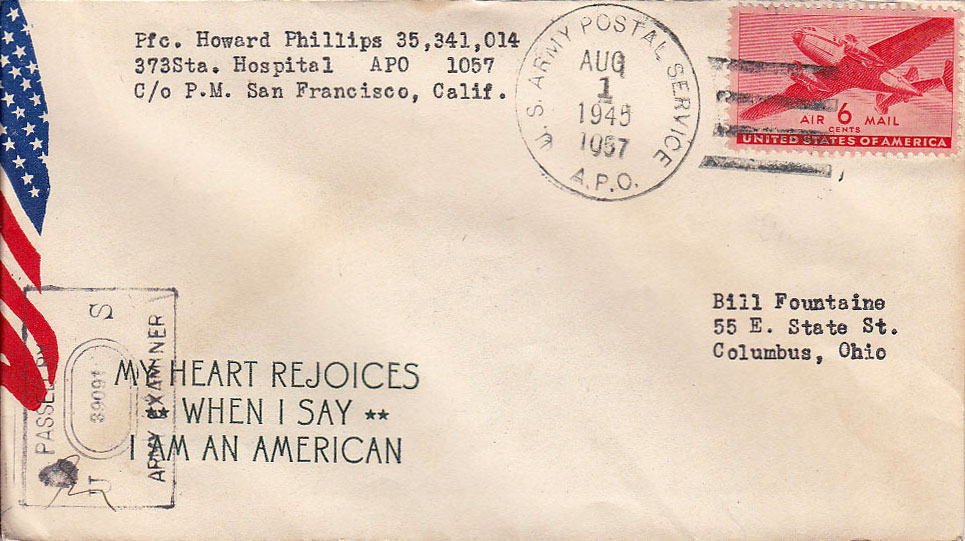 Pfc. Howard Phillips 35,341,014
373Sta. Hospital APO 1057
C/o P.M. San Francisco, Calif.
U.S. ARMY POSTAL SERVICE
AUG
1
1945
1057
A.P.O.
AIR 6 MAIL
CENTS
UNITED STATES OF AMERICA
Bill Fountaine
55 E. State St.
Columbus, Ohio
PASSED BY
U S
39091
ARMY EXAMINER
MY HEART REJOICES
** WHEN I SAY **
I AM AN AMERICAN